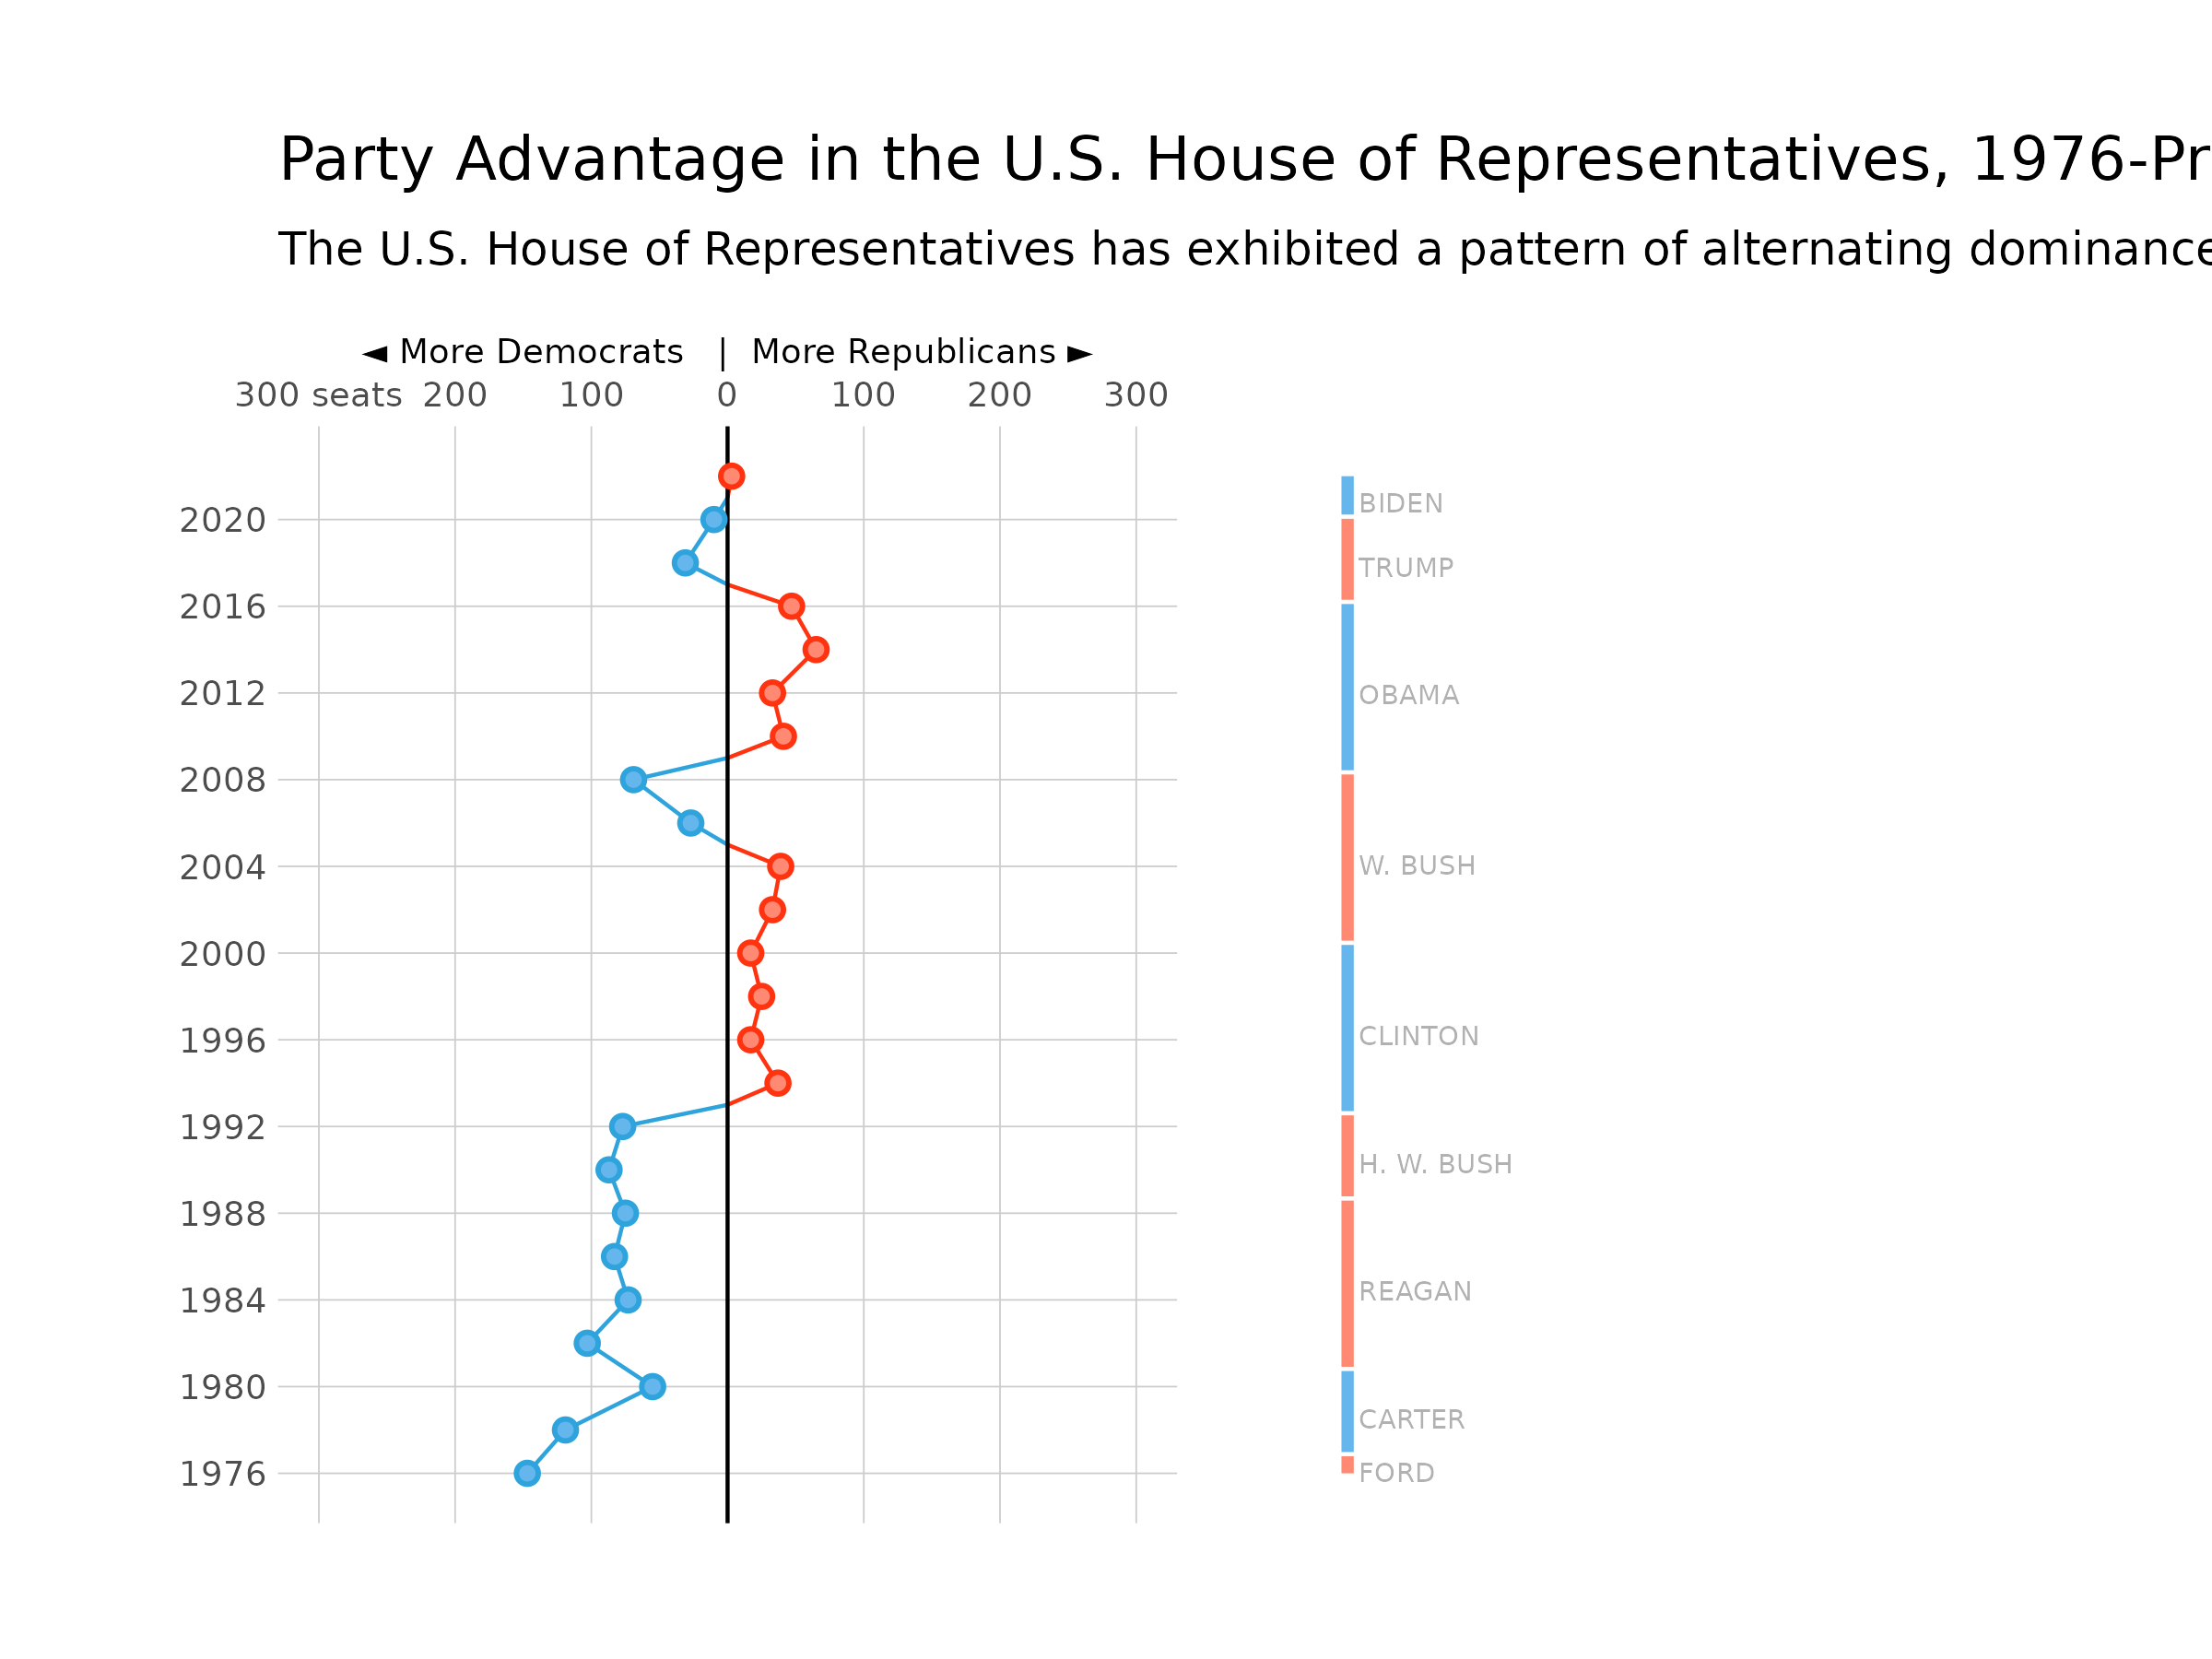 Party Advantage in the U.S. House of Representatives, 1976-Pr
The U.S. House of Representatives has exhibited a pattern of alternating dominance
◄ More Democrats | More Republicans ►
300 seats 200 100 0 100 200 300
BIDEN
2020
TRUMP
2016
OBAMA
2012
2008
W. BUSH
2004
2000
CLINTON
1996
1992
H. W. BUSH
1988
REAGAN
1984
1980
CARTER
FORD
1976